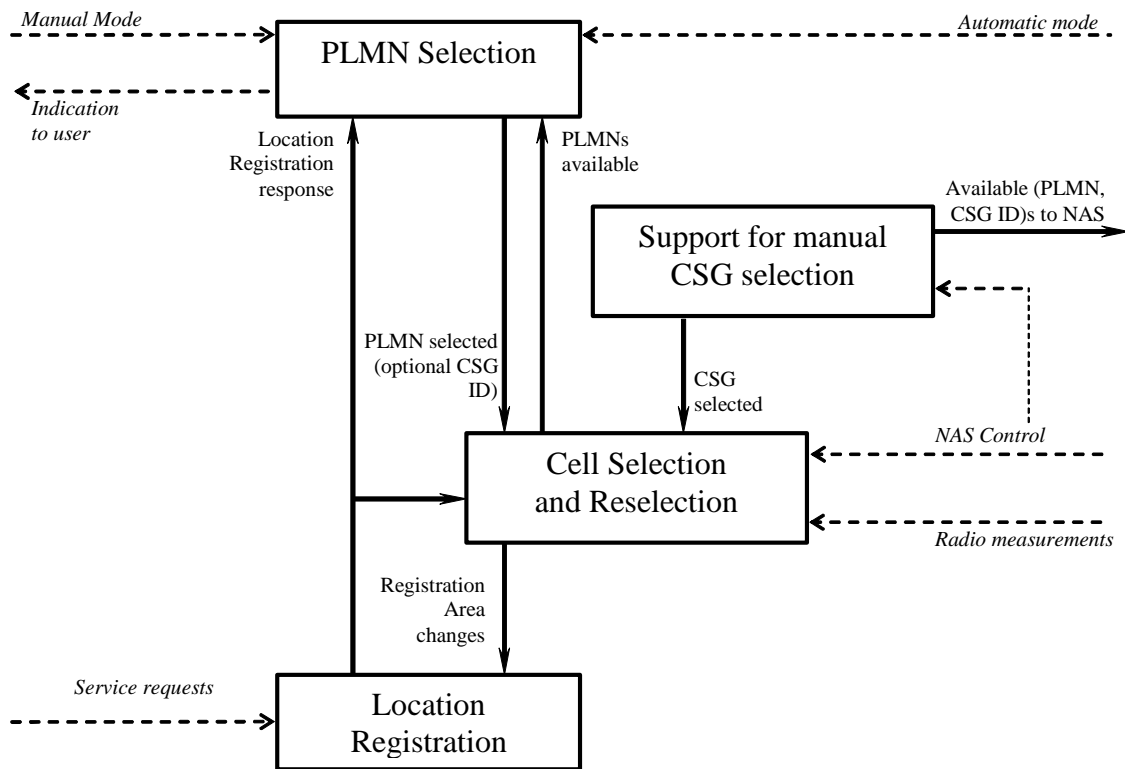 Manual Mode
Automatic mode
PLMN Selection
Indication
to user
Location
Registration
response
PLMNs
available
Available (PLMN,
CSG ID)s to NAS
Support for manual
CSG selection
PLMN selected
(optional CSG
ID)
CSG
selected
NAS Control
Cell Selection
and Reselection
Radio measurements
Registration
Area
changes
Service requests
Location
Registration